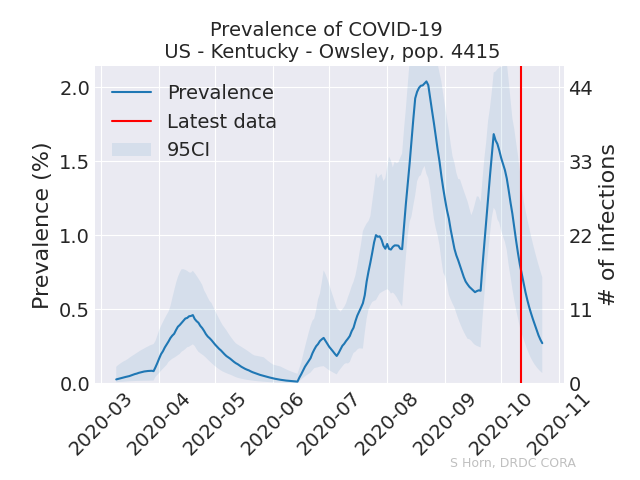 Prevalence of COVID-19
US - Kentucky - Owsley, pop. 4415
Prevalence
Latest data
95CI
Prevalence (%)
2.0
1.5
1.0
0.5
0.0
44
33
22
11
0
# of infections
2020-03
2020-04
2020-05
2020-06
2020-07
2020-08
2020-09
2020-10
2020-11
S Horn, DRDC CORA